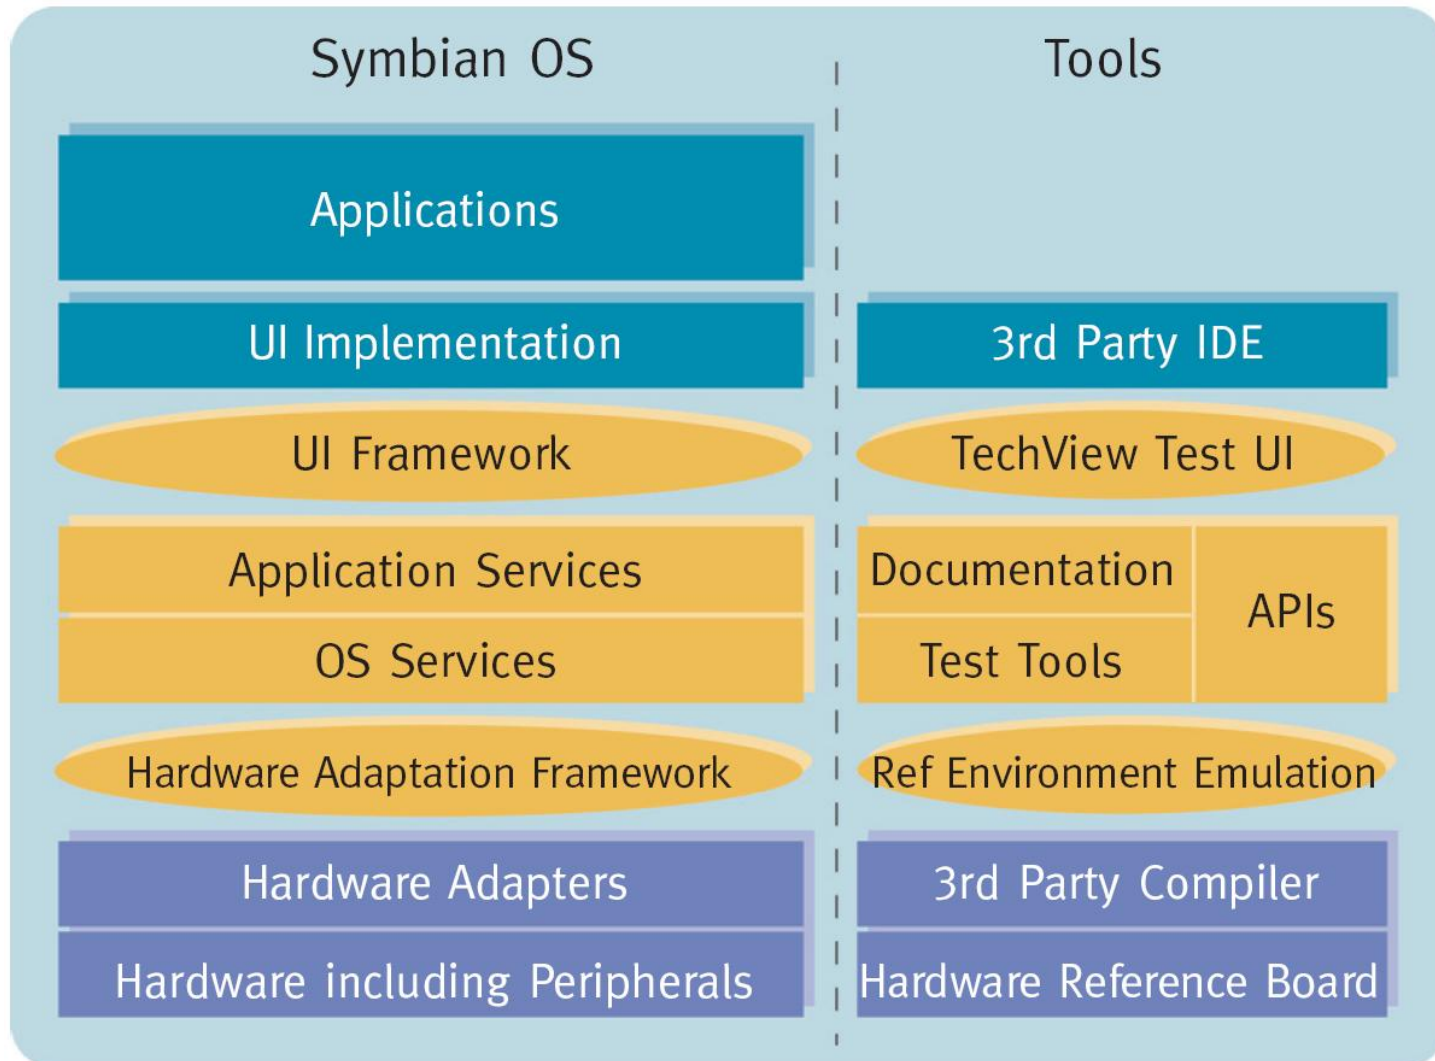 Symbian OS
Tools
Applications
UI Implementation
3rd Party IDE
UI Framework
TechView Test UI
Application Services
Documentation
APIs
OS Services
Test Tools
Hardware Adaptation Framework
Ref Environment Emulation
Hardware Adapters
3rd Party Compiler
Hardware including Peripherals
Hardware Reference Board